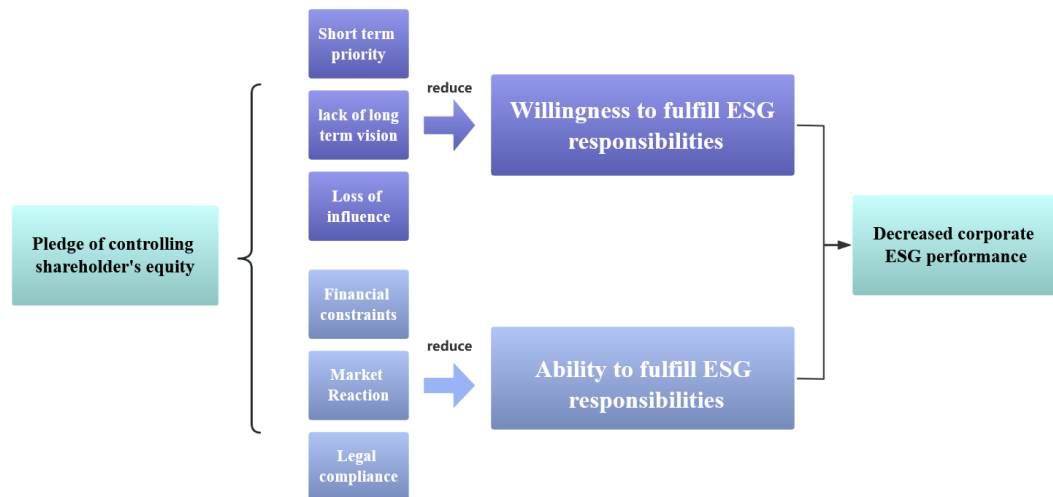 Pledge of controlling
shareholder's equity
Short term
priority
lack of long
term vision
Loss of
influence
Financial
constraints
Market
Reaction
Legal
compliance
reduce
reduce
Willingness to fulfill ESG
responsibilities
Ability to fulfill ESG
responsibilities
Decreased corporate
ESG performance